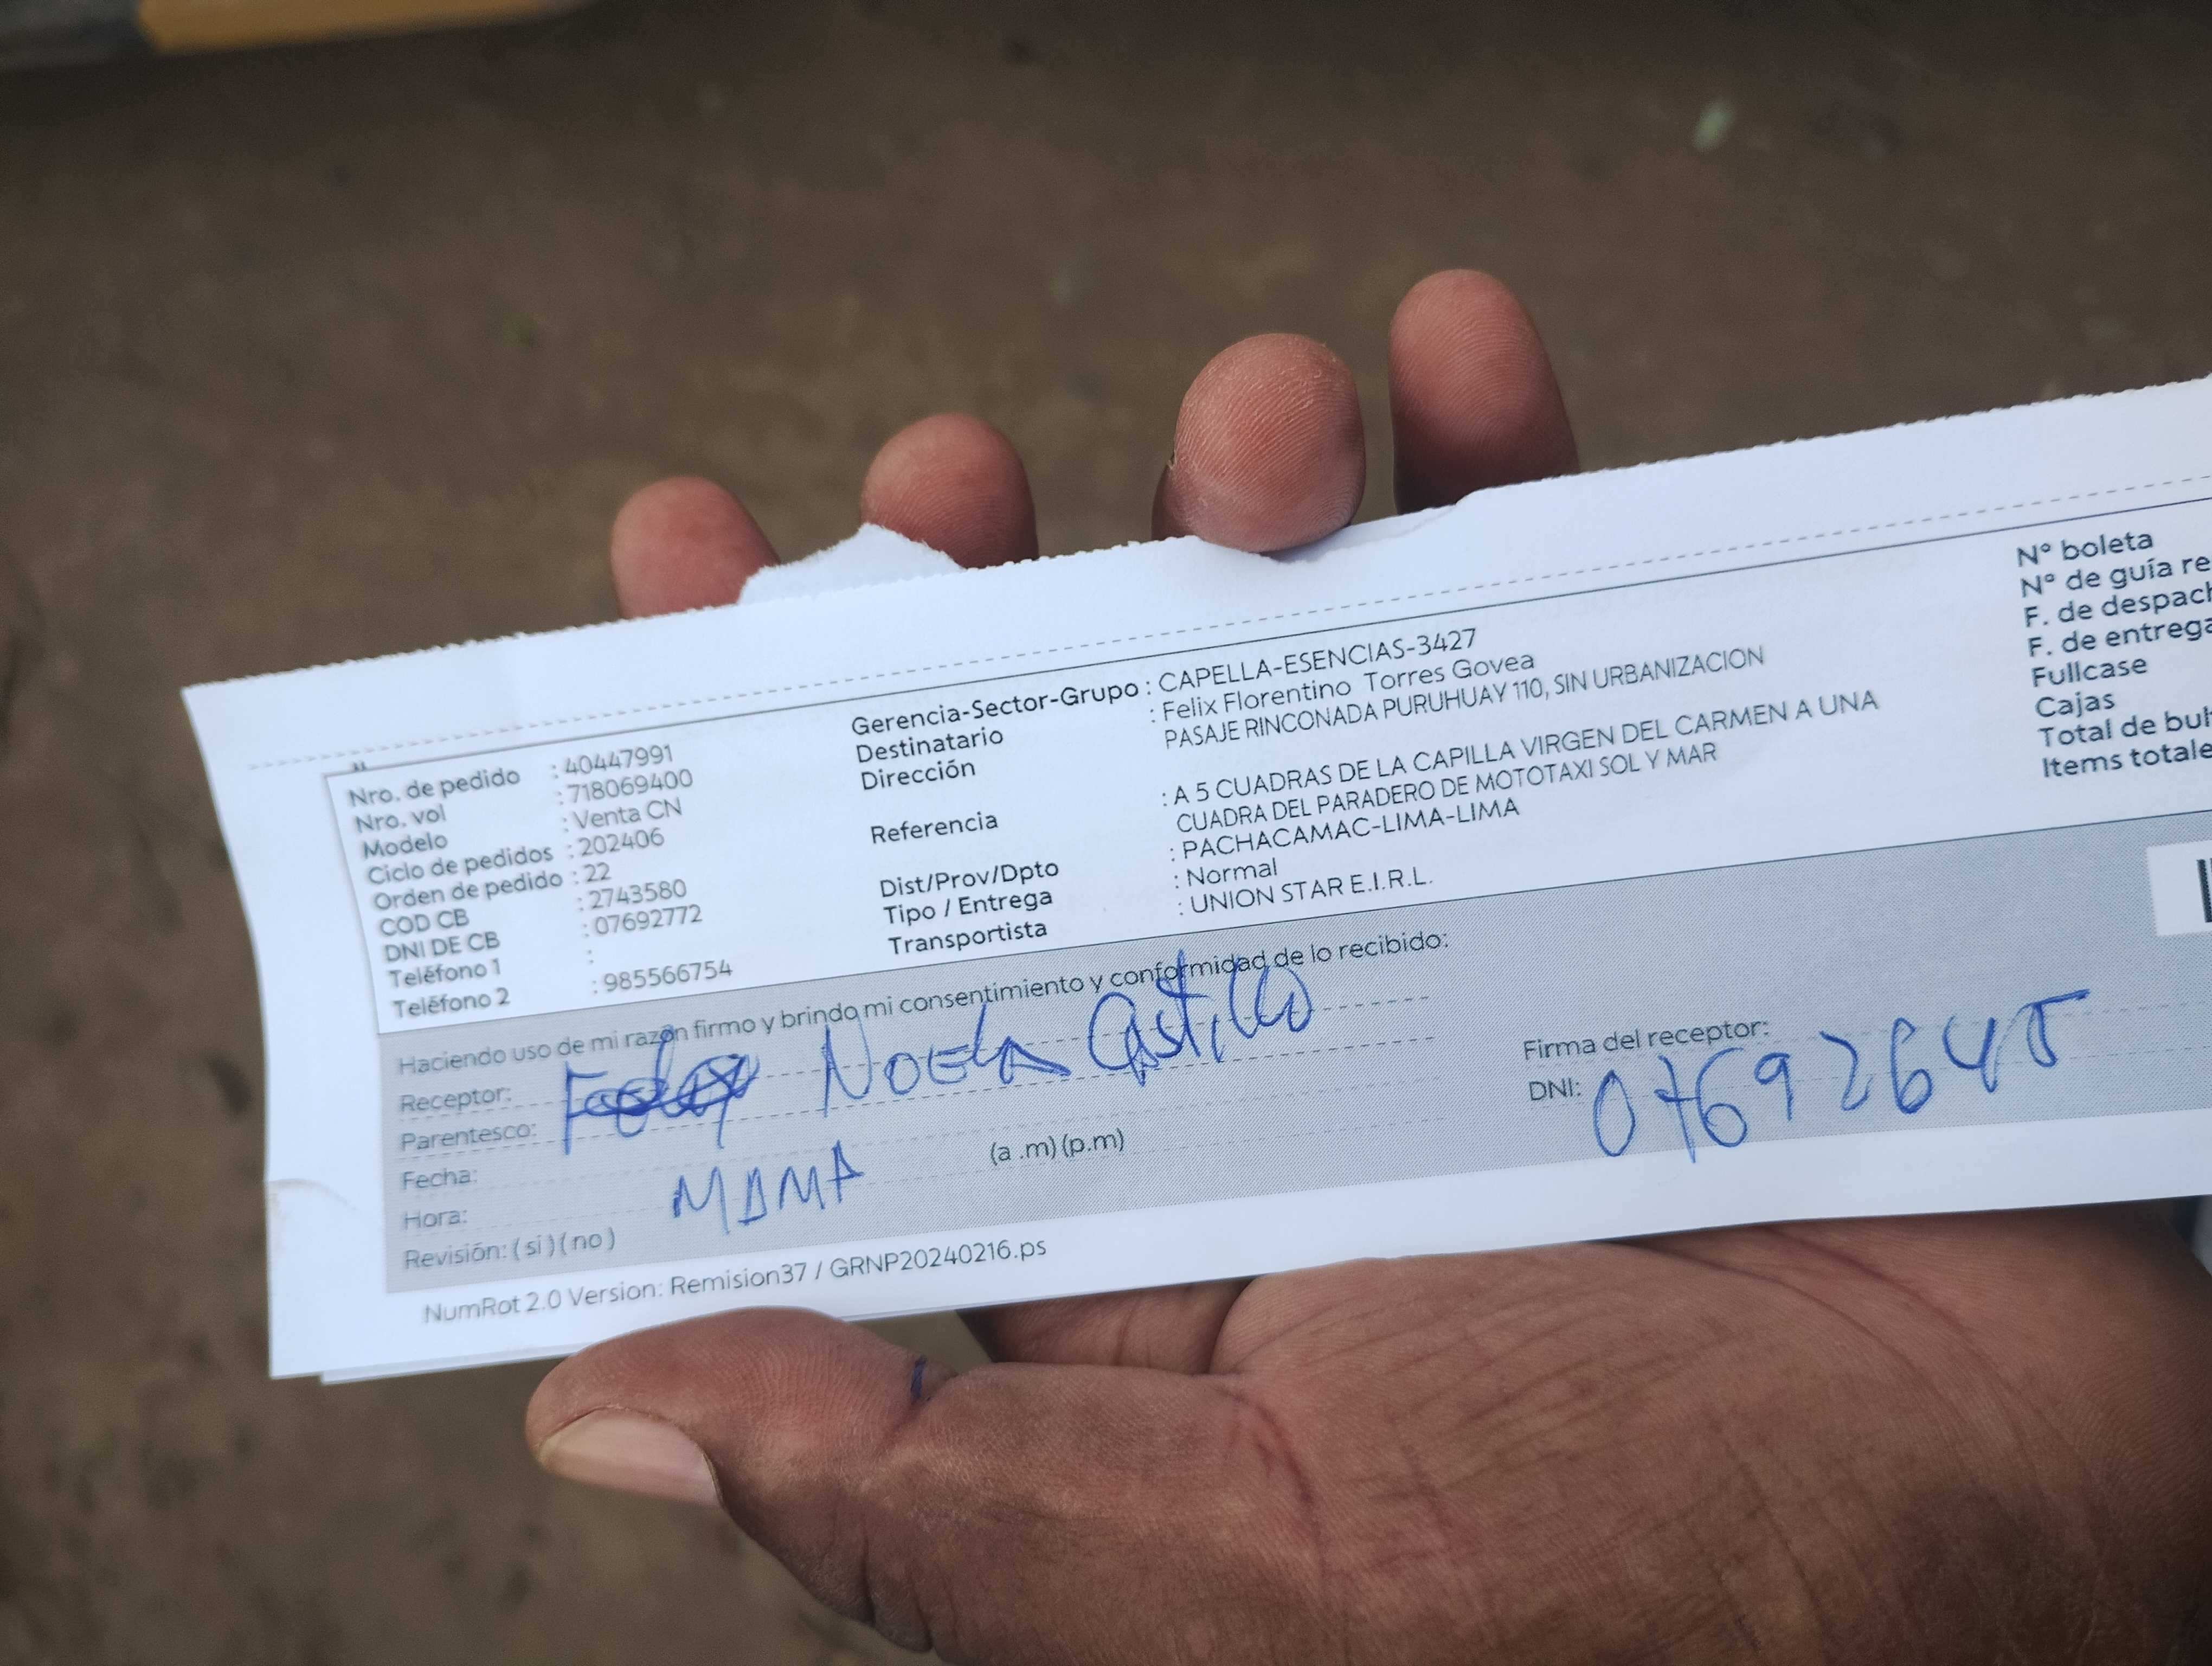 Nro. de pedido : 40447991
Nro. vol : 718069400
Modelo : Venta CN
Ciclo de pedidos : 202406
Orden de pedido : 22
COD CB : 2743580
DNI DE CB : 07692772
Teléfono 1 :
Teléfono 2 : 985566754
Gerencia-Sector-Grupo : CAPELLA-ESENCIAS-3427
Destinatario : Felix Florentino Torres Govea
Dirección PASAJE RINCONADA PURUHUAY 110, SIN URBANIZACION
Referencia : A 5 CUADRAS DE LA CAPILLA VIRGEN DEL CARMEN A UNA
CUADRA DEL PARADERO DE MOTOTAXI SOL Y MAR
Dist/Prov/Dpto : PACHACAMAC-LIMA-LIMA
Tipo / Entrega : Normal
Transportista : UNION STAR E.I.R.L.
N° boleta
N° de guía re
F. de despach
F. de entrega
Fullcase
Cajas
Total de bul
Items totale
Haciendo uso de mi razón firmo y brindo mi consentimiento y conformidad de lo recibido:
Receptor: Noela Castillo
Parentesco:
Fecha: MAMA
Hora: (a .m) (p.m)
Revisión: ( si ) ( no )
Firma del receptor:
DNI: 07692645
NumRot 2.0 Version: Remision37 / GRNP20240216.ps